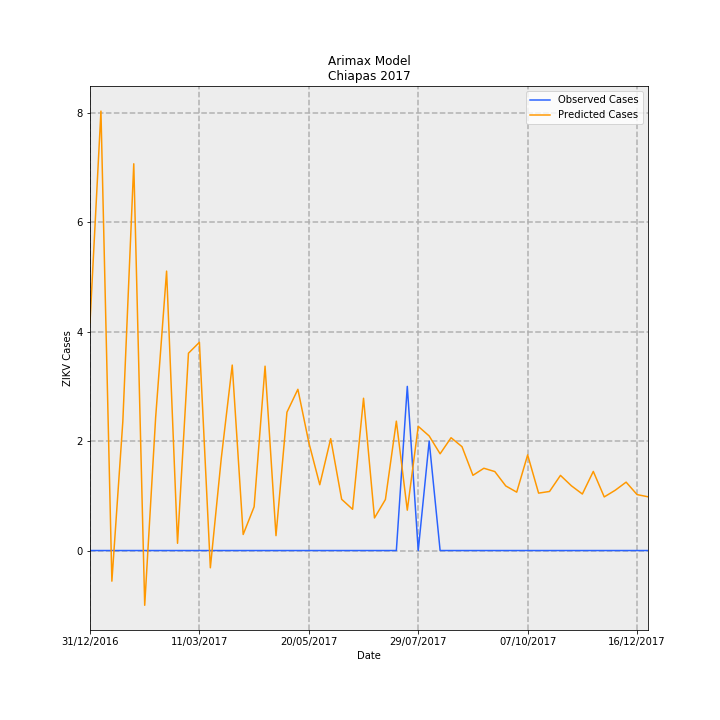 Arimax Model
Chiapas 2017
Observed Cases
Predicted Cases
8
6
4
2
0
ZIKV Cases
31/12/2016
11/03/2017
20/05/2017
29/07/2017
07/10/2017
16/12/2017
Date